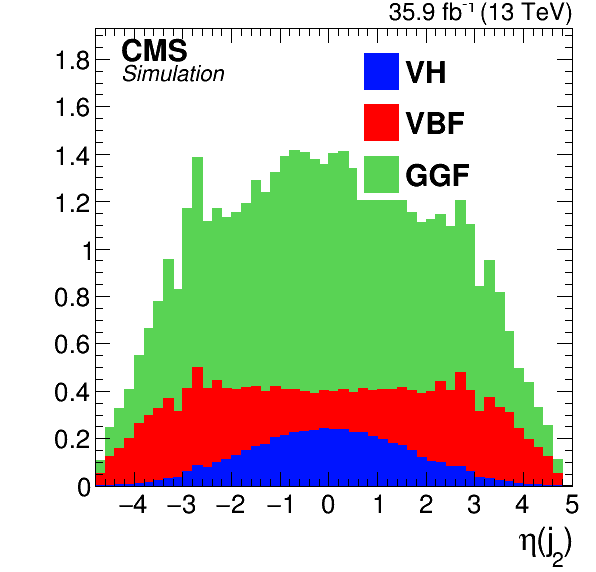 35.9 fb⁻¹ (13 TeV)
CMS
Simulation
VH
VBF
GGF
1.8
1.6
1.4
1.2
1
0.8
0.6
0.4
0.2
0
−4 −3 −2 −1 0 1 2 3 4 5
η(j₂)